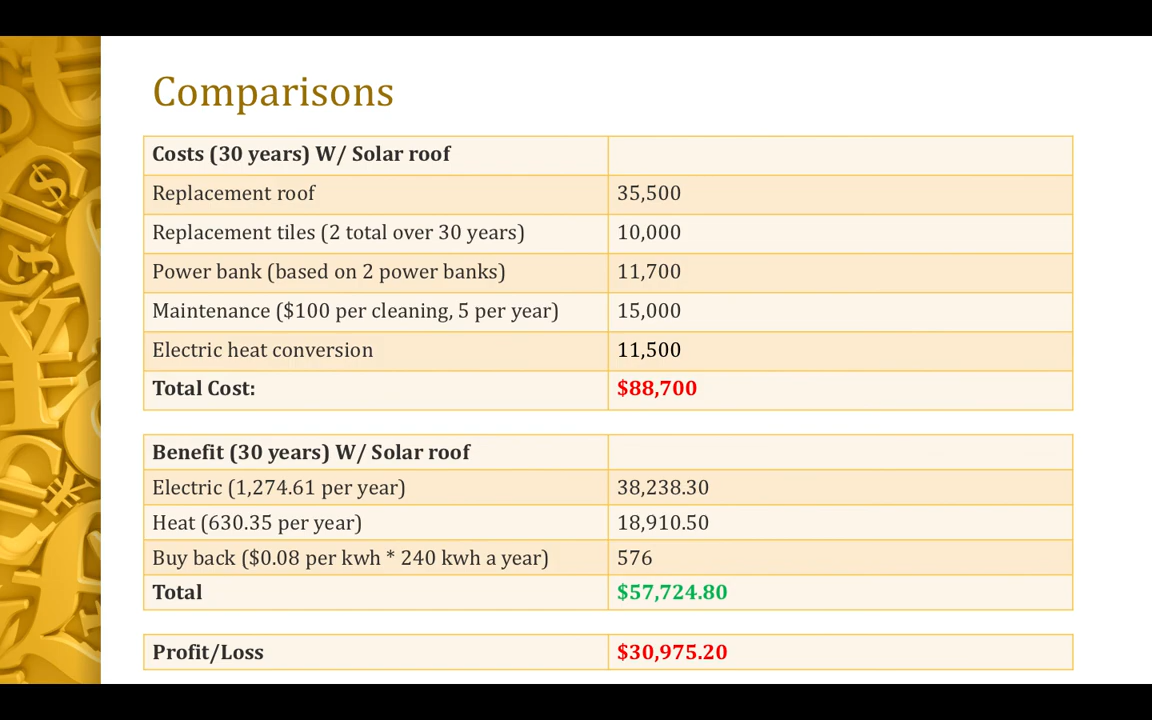 Comparisons
Costs (30 years) W/ Solar roof
Replacement roof 35,500
Replacement tiles (2 total over 30 years) 10,000
Power bank (based on 2 power banks) 11,700
Maintenance ($100 per cleaning, 5 per year) 15,000
Electric heat conversion 11,500
Total Cost: $88,700
Benefit (30 years) W/ Solar roof
Electric (1,274.61 per year) 38,238.30
Heat (630.35 per year) 18,910.50
Buy back ($0.08 per kwh * 240 kwh a year) 576
Total $57,724.80
Profit/Loss $30,975.20